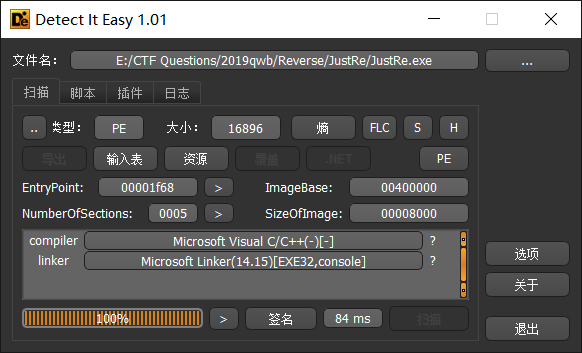 Detect It Easy 1.01
文件名: E:/CTF Questions/2019qwb/Reverse/JustRe/JustRe.exe ...
扫描 脚本 插件 日志
.. 类型: PE 大小: 16896 熵 FLC S H
导出 输入表 资源 覆盖 .NET PE
EntryPoint: 00001f68 > ImageBase: 00400000
NumberOfSections: 0005 > SizeOfImage: 00008000
compiler Microsoft Visual C/C++(-)[-] ?
linker Microsoft Linker(14.15)[EXE32,console] ?
选项
关于
100% > 签名 84 ms 扫描
退出